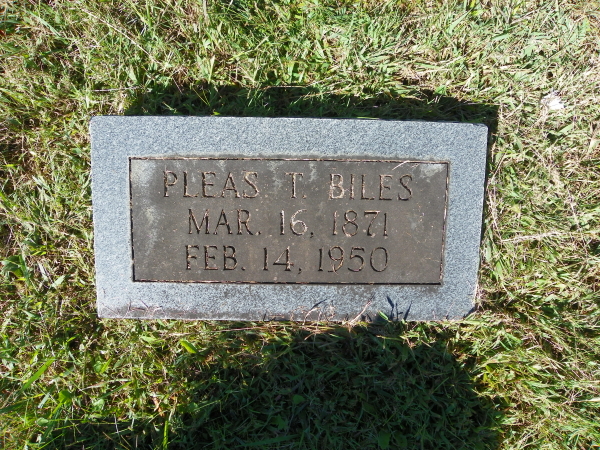 PLEAS. T. BILES
MAR. 16, 1871
FEB. 14, 1950